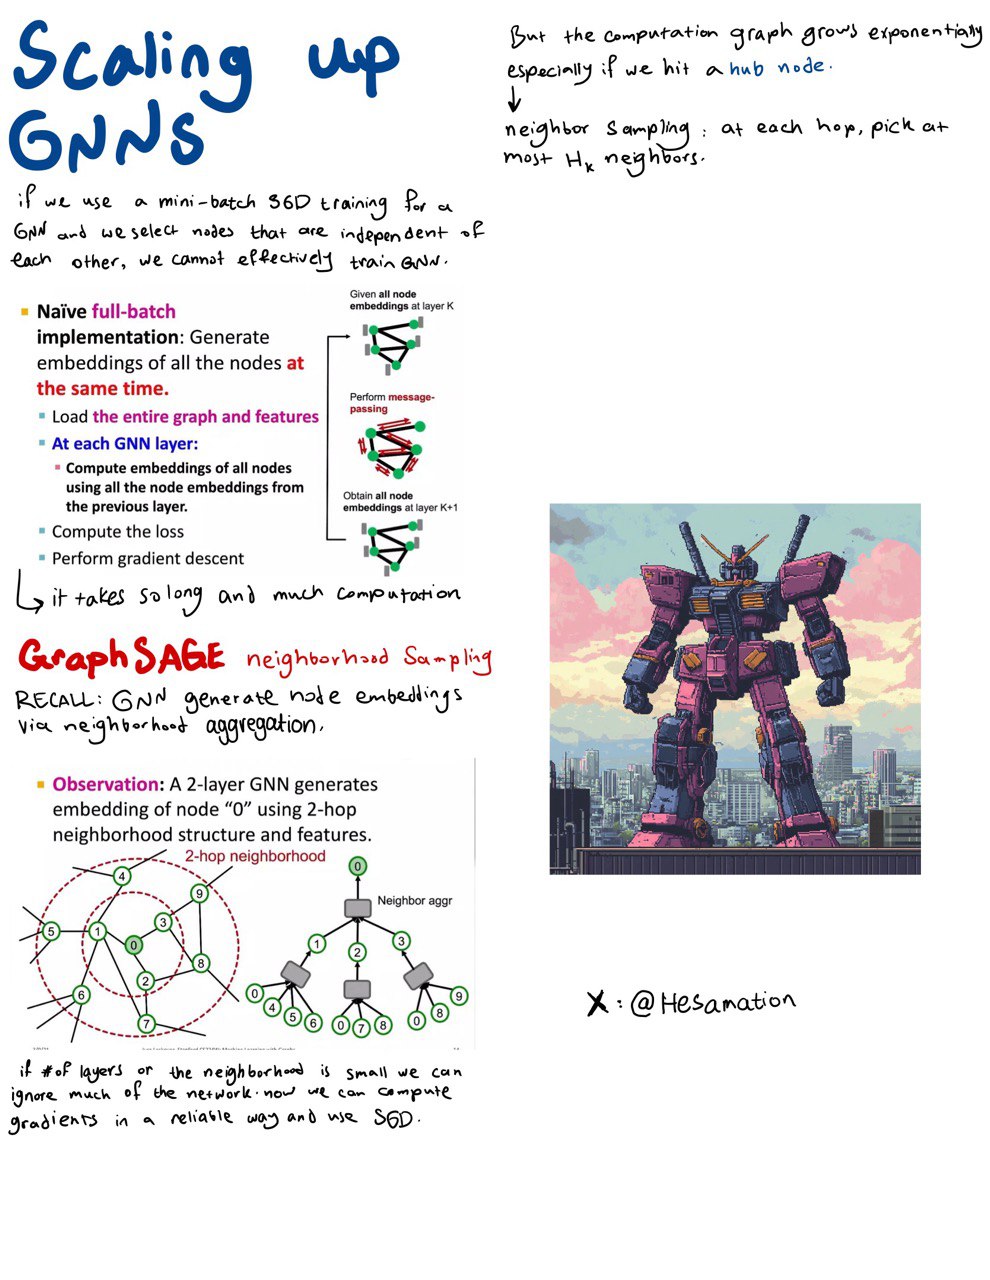 Scaling up
GNNs
if we use a mini-batch SGD training for a
GNN and we select nodes that are independent of
each other, we cannot effectively train GNN.
Naïve full-batch
implementation: Generate
embeddings of all the nodes at
the same time.
Load the entire graph and features
At each GNN layer:
Compute embeddings of all nodes
using all the node embeddings from
the previous layer.
Compute the loss
Perform gradient descent
Given all node
embeddings at layer K
Perform message-
passing
Obtain all node
embeddings at layer K+1
it takes so long and much computation
GraphSAGE neighborhood Sampling
RECALL: GNN generate node embeddings
via neighborhood aggregation.
Observation: A 2-layer GNN generates
embedding of node “0” using 2-hop
neighborhood structure and features.
2-hop neighborhood
4
9
5
1
3
0
2
8
6
7
0
Neighbor aggr
1
2
3
0
4
5
6
0
7
8
0
8
9
if # of layers or the neighborhood is small we can
ignore much of the network. now we can compute
gradients in a reliable way and use SGD.
But the computation graph grows exponentially
especially if we hit a hub node.
neighbor sampling: at each hop, pick at
most Hk neighbors.
X: @Hesamation